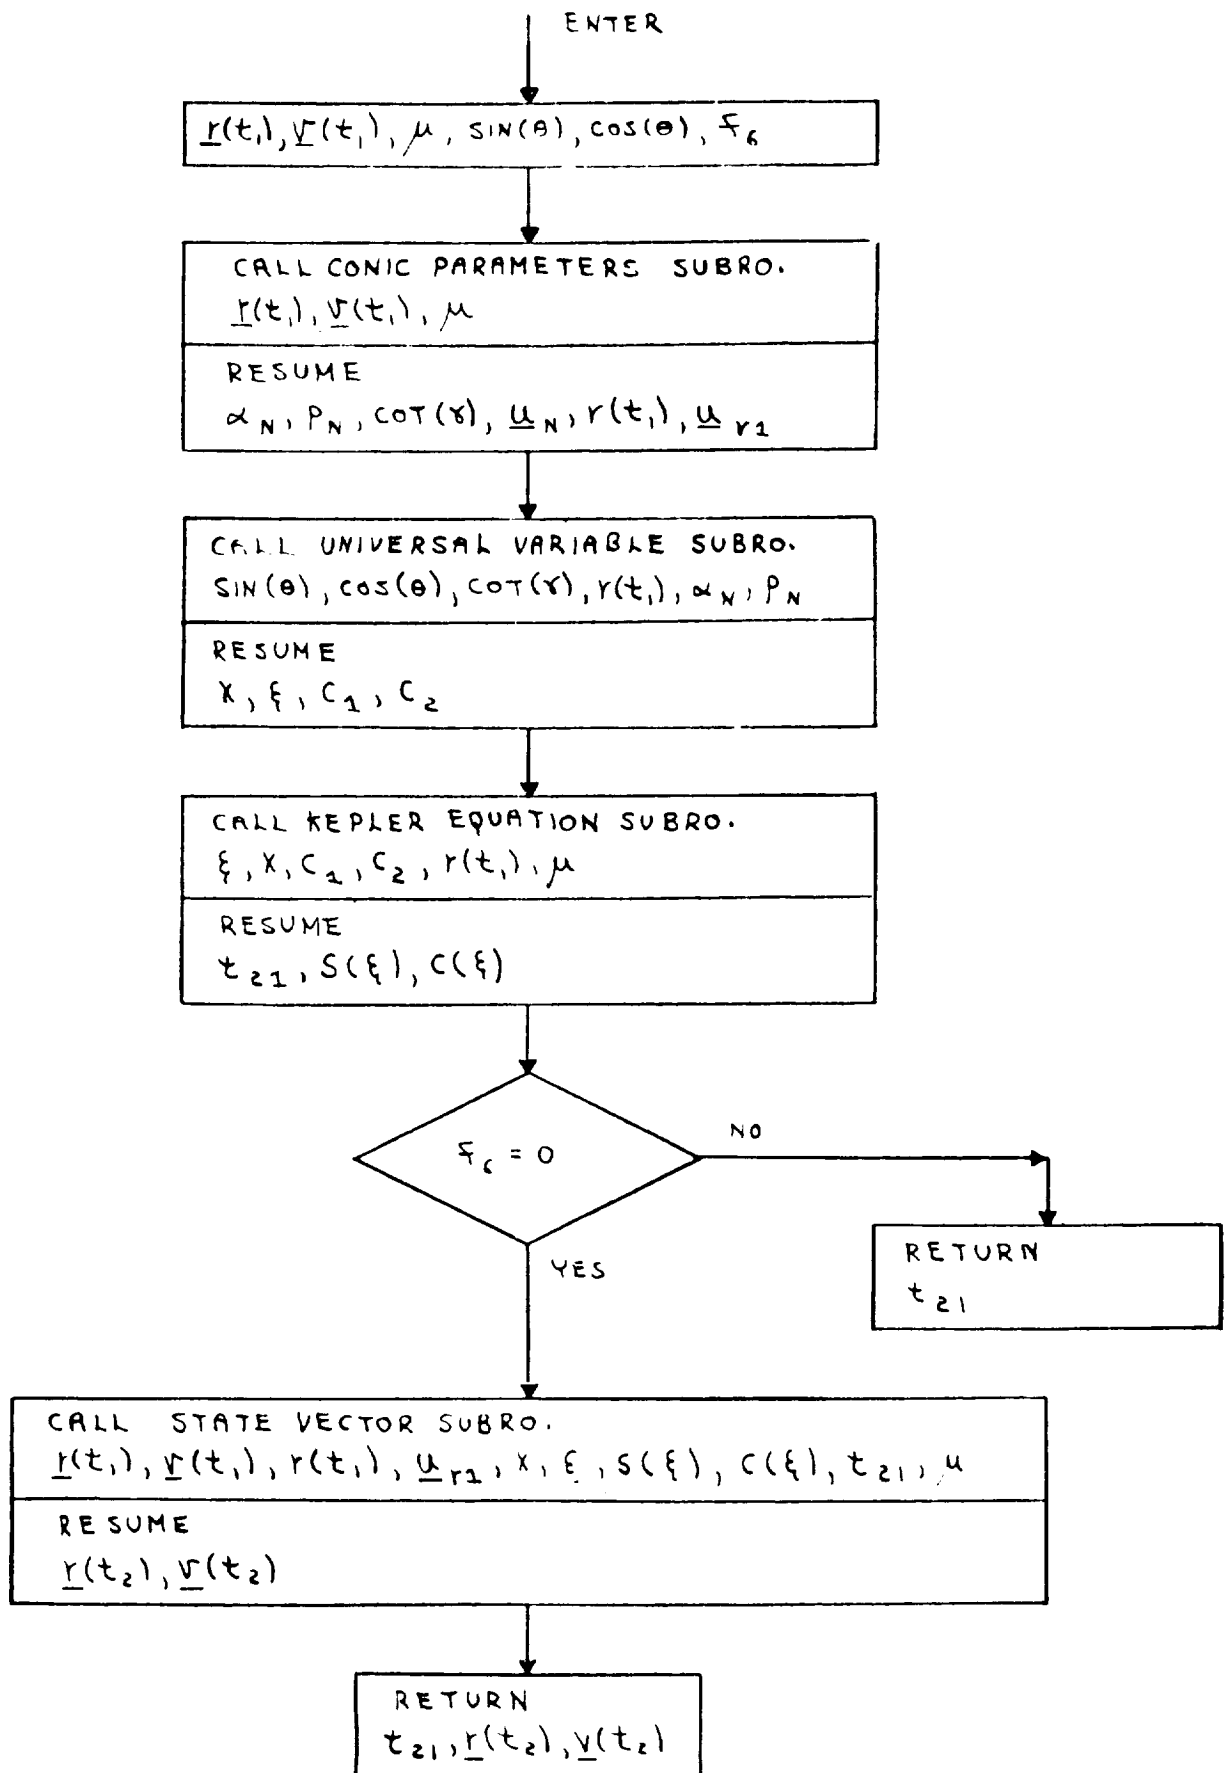 ENTER
r(t₁), v(t₁), μ, SIN(θ), COS(θ), F₆
CALL CONIC PARAMETERS SUBRO.
r(t₁), v(t₁), μ
RESUME
α_N, P_N, COT(γ), u_N, r(t₁), u_r1
CALL UNIVERSAL VARIABLE SUBRO.
SIN(θ), COS(θ), COT(γ), r(t₁), α_N, P_N
RESUME
X, ξ, C₁, C₂
CALL KEPLER EQUATION SUBRO.
ξ, X, C₁, C₂, r(t₁), μ
RESUME
t₂₁, S(ξ), C(ξ)
F₆ = 0
NO
YES
RETURN
t₂₁
CALL STATE VECTOR SUBRO.
r(t₁), v(t₁), r(t₁), u_r1, X, ξ, S(ξ), C(ξ), t₂₁, μ
RESUME
r(t₂), v(t₂)
RETURN
t₂₁, r(t₂), v(t₂)